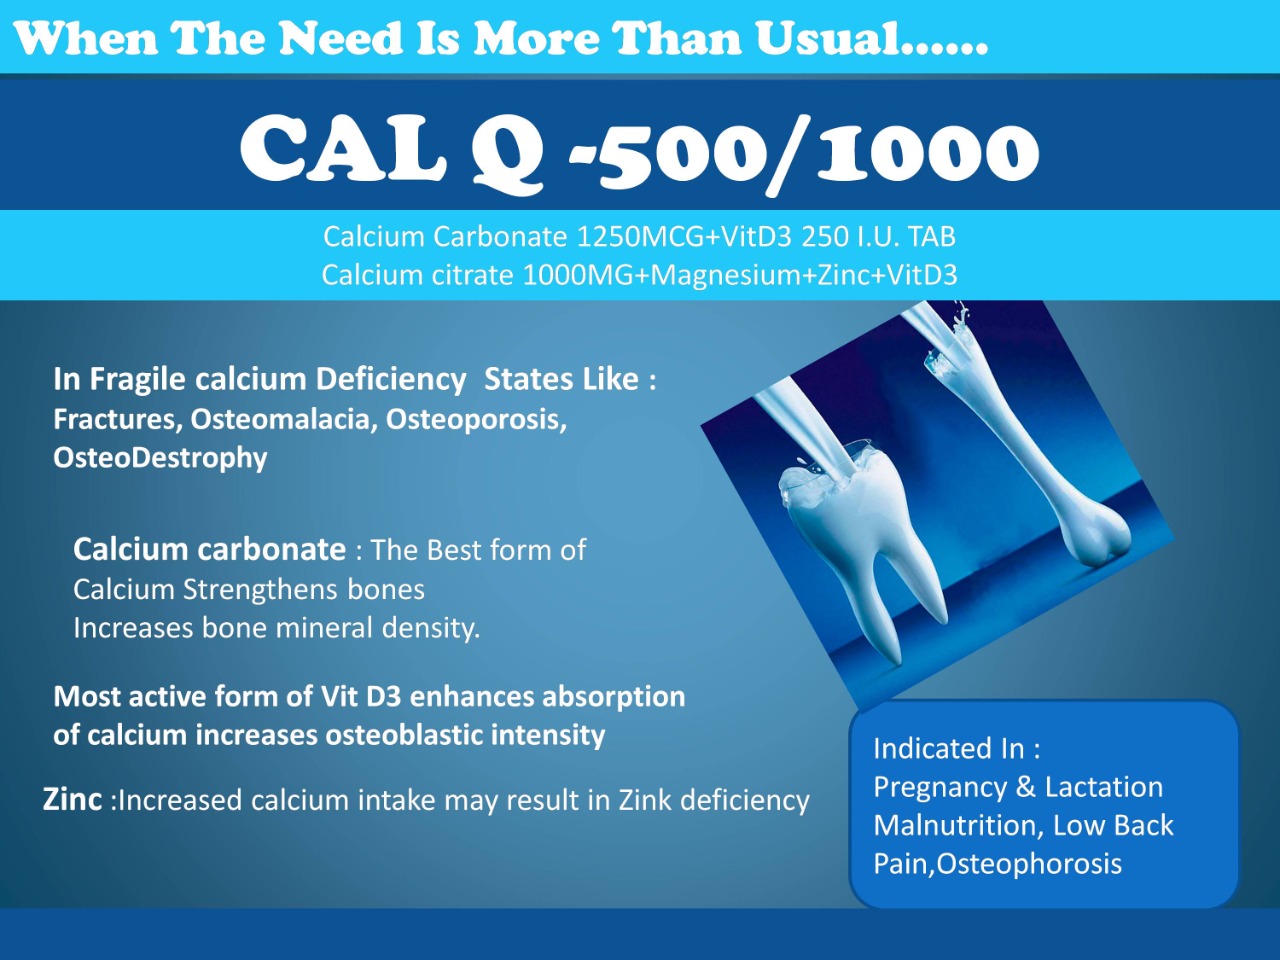 When The Need Is More Than Usual......
CAL Q -500/1000
Calcium Carbonate 1250MCG+VitD3 250 I.U. TAB
Calcium citrate 1000MG+Magnesium+Zinc+VitD3
In Fragile calcium Deficiency  States Like :
Fractures, Osteomalacia, Osteoporosis,
OsteoDestrophy
Calcium carbonate : The Best form of
Calcium Strengthens bones
Increases bone mineral density.
Most active form of Vit D3 enhances absorption
of calcium increases osteoblastic intensity
Zinc :Increased calcium intake may result in Zink deficiency
Indicated In :
Pregnancy & Lactation
Malnutrition, Low Back
Pain,Osteophorosis